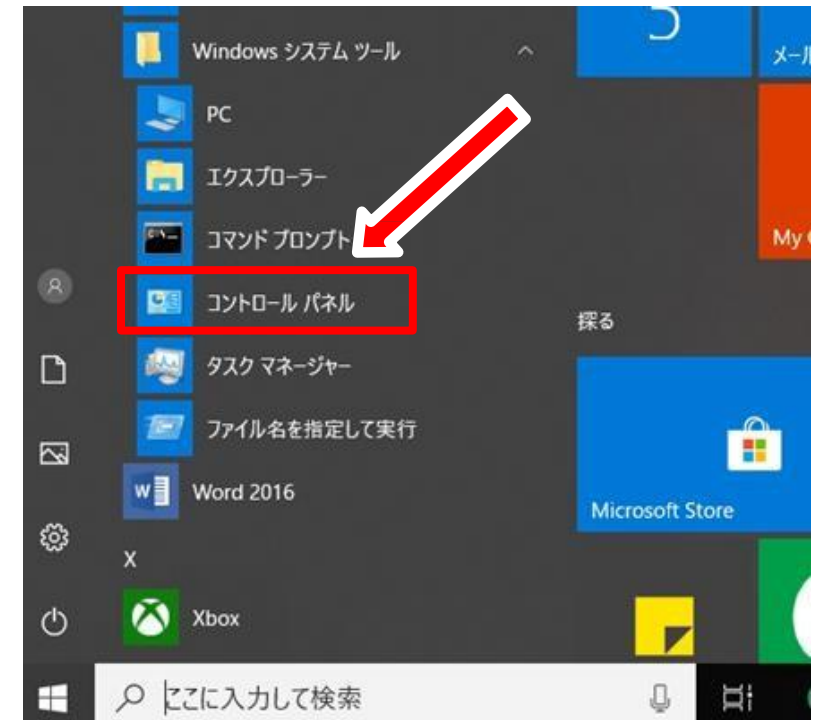 Windows システム ツール
PC
エクスプローラー
コマンド プロンプト
コントロール パネル
タスク マネージャー
ファイル名を指定して実行
Word 2016
X
Xbox
メール
My
探る
Microsoft Store
ここに入力して検索